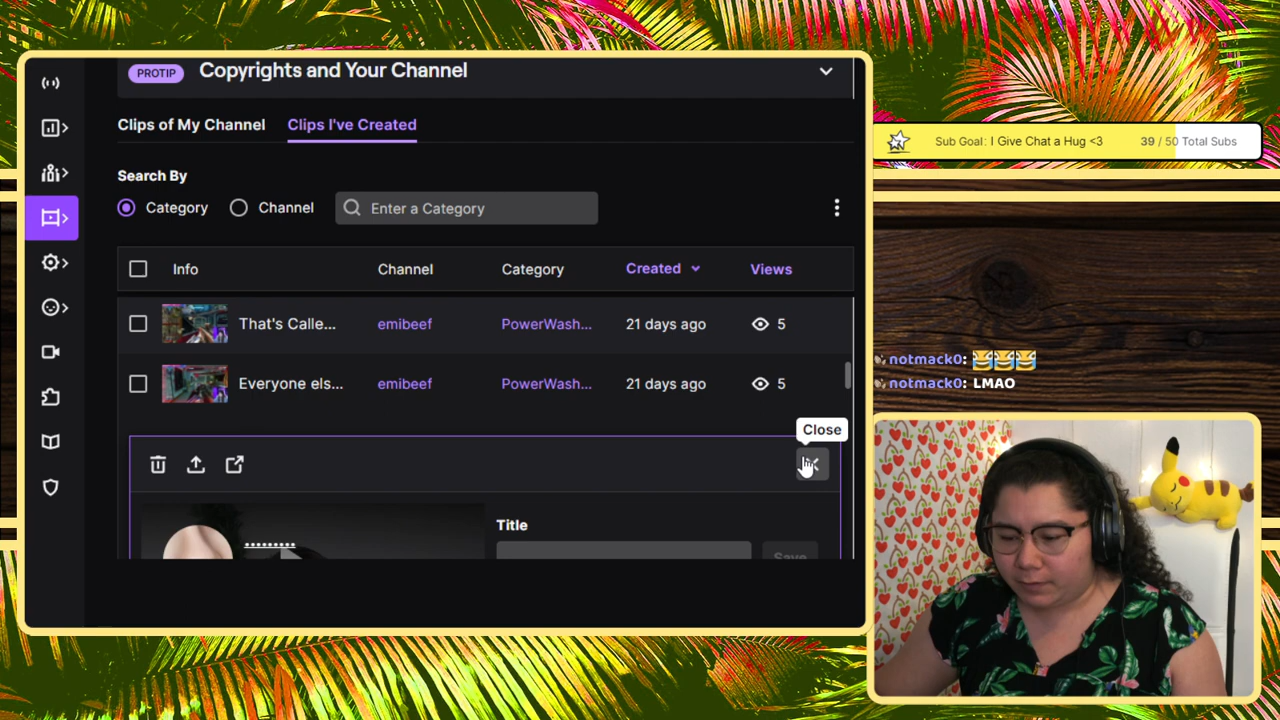 PROTIP Copyrights and Your Channel
Clips of My Channel Clips I've Created
Search By
Category Channel Enter a Category
Info Channel Category Created Views
That's Calle... emibeef PowerWash... 21 days ago 5
Everyone els... emibeef PowerWash... 21 days ago 5
Close
Title
Save
Sub Goal: I Give Chat a Hug <3 39 / 50 Total Subs
notmack0: 😂😂😂
notmack0: LMAO